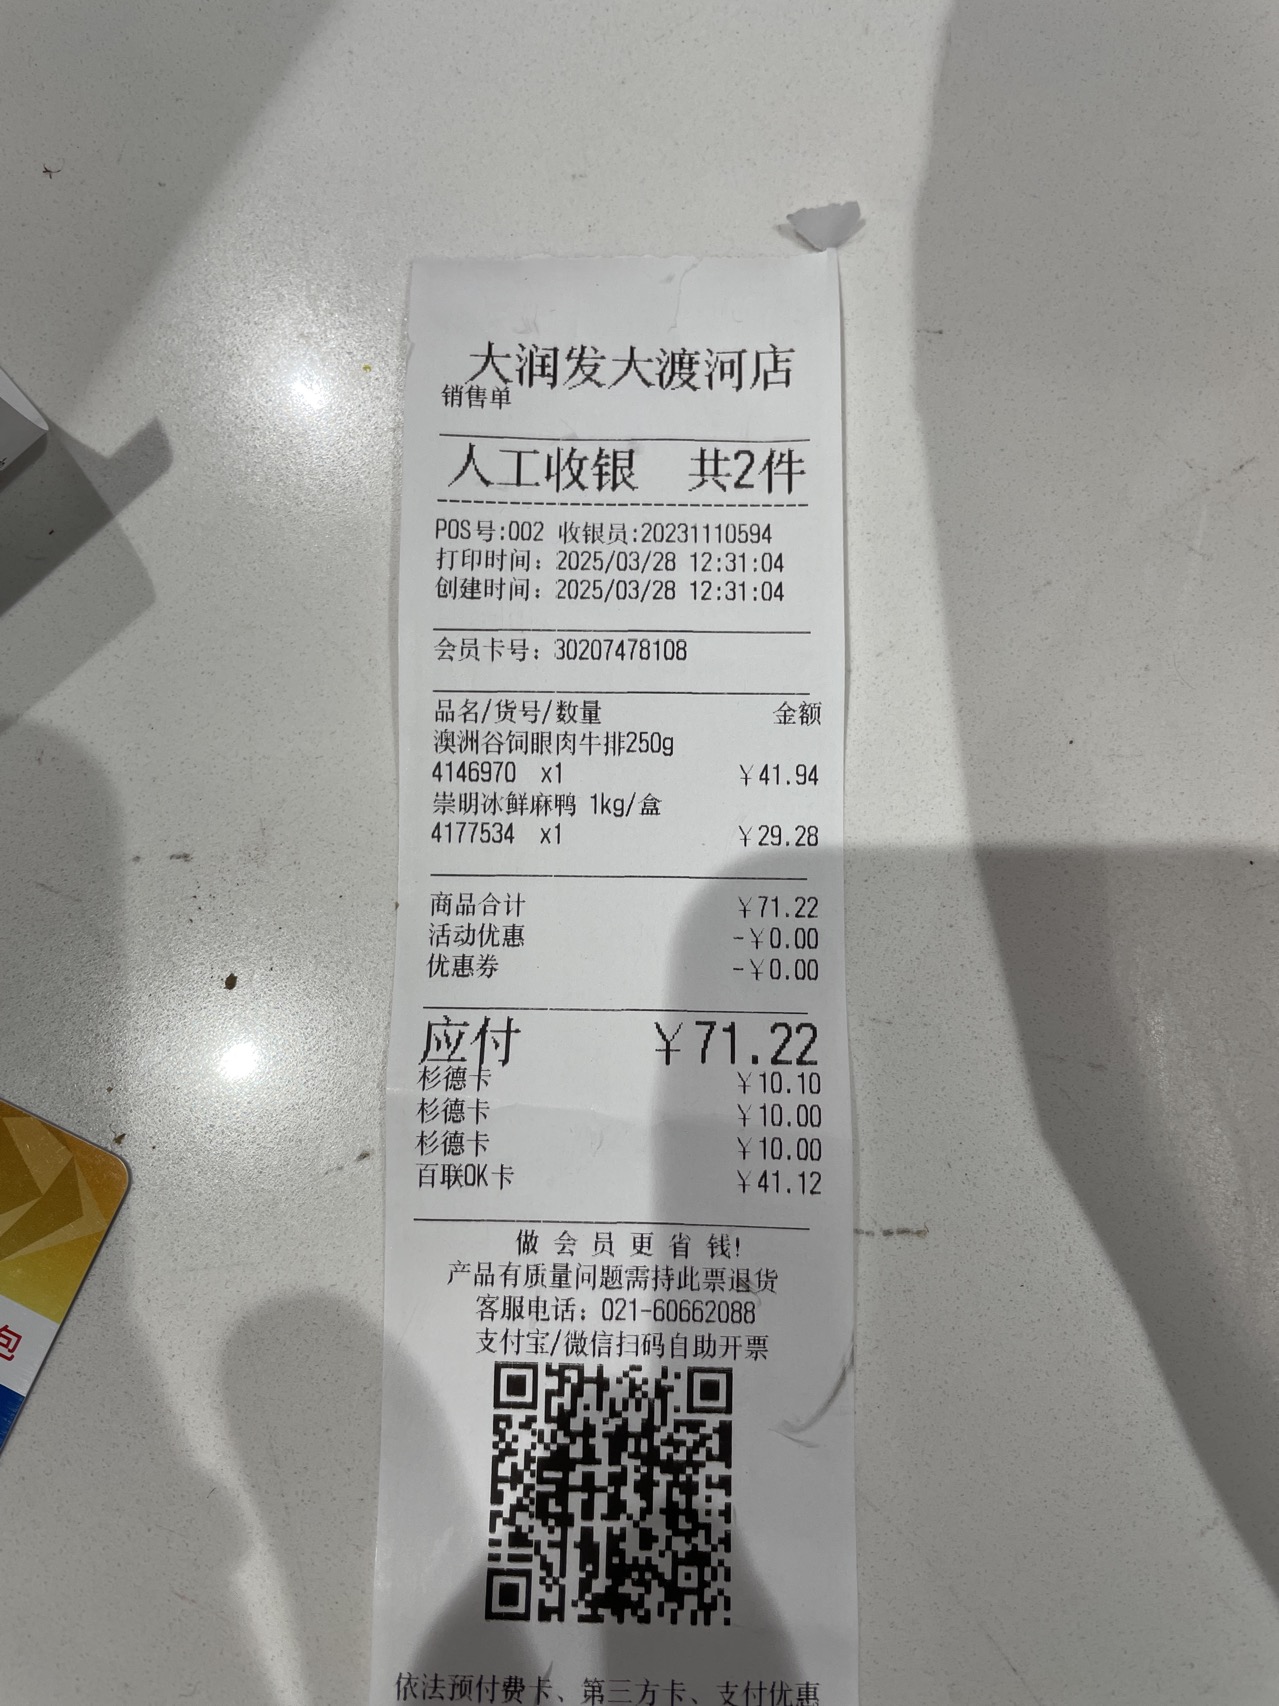 大润发大渡河店
销售单
人工收银 共2件
POS号:002 收银员:20231110594
打印时间: 2025/03/28 12:31:04
创建时间: 2025/03/28 12:31:04
会员卡号: 30207478108
品名/货号/数量 金额
澳洲谷饲眼肉牛排250g
4146970 x1 ￥41.94
崇明冰鲜麻鸭 1kg/盒
4177534 x1 ￥29.28
商品合计 ￥71.22
活动优惠 -￥0.00
优惠券 -￥0.00
应付 ￥71.22
杉德卡 ￥10.10
杉德卡 ￥10.00
杉德卡 ￥10.00
百联OK卡 ￥41.12
做 会 员 更 省 钱!
产品有质量问题需持此票退货
客服电话: 021-60662088
支付宝/微信扫码自助开票
依法预付费卡、第三方卡、支付优惠
包